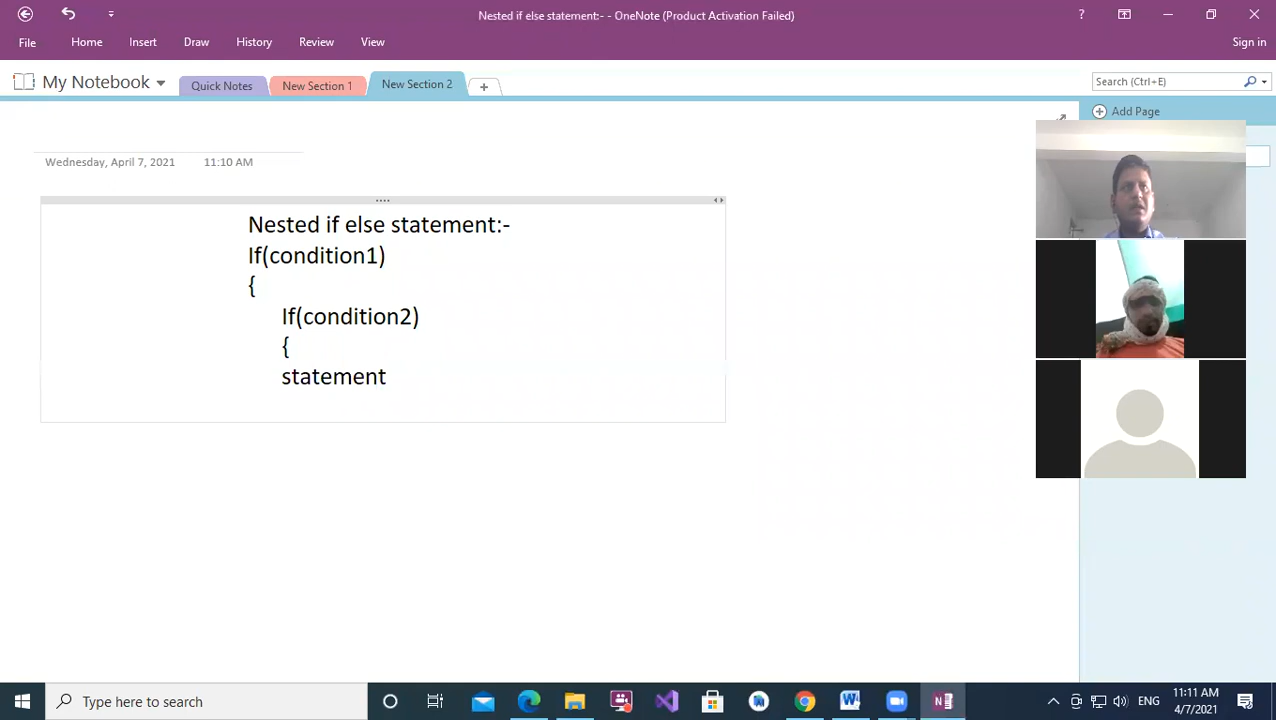 Nested if else statement:- - OneNote (Product Activation Failed)
?
File Home Insert Draw History Review View Sign in
My Notebook Quick Notes New Section 1 New Section 2 + Search (Ctrl+E)
Add Page
Wednesday, April 7, 2021 11:10 AM
Nested if else statement:-
If(condition1)
{
If(condition2)
{
statement
Type here to search
W
N
ENG
11:11 AM
4/7/2021